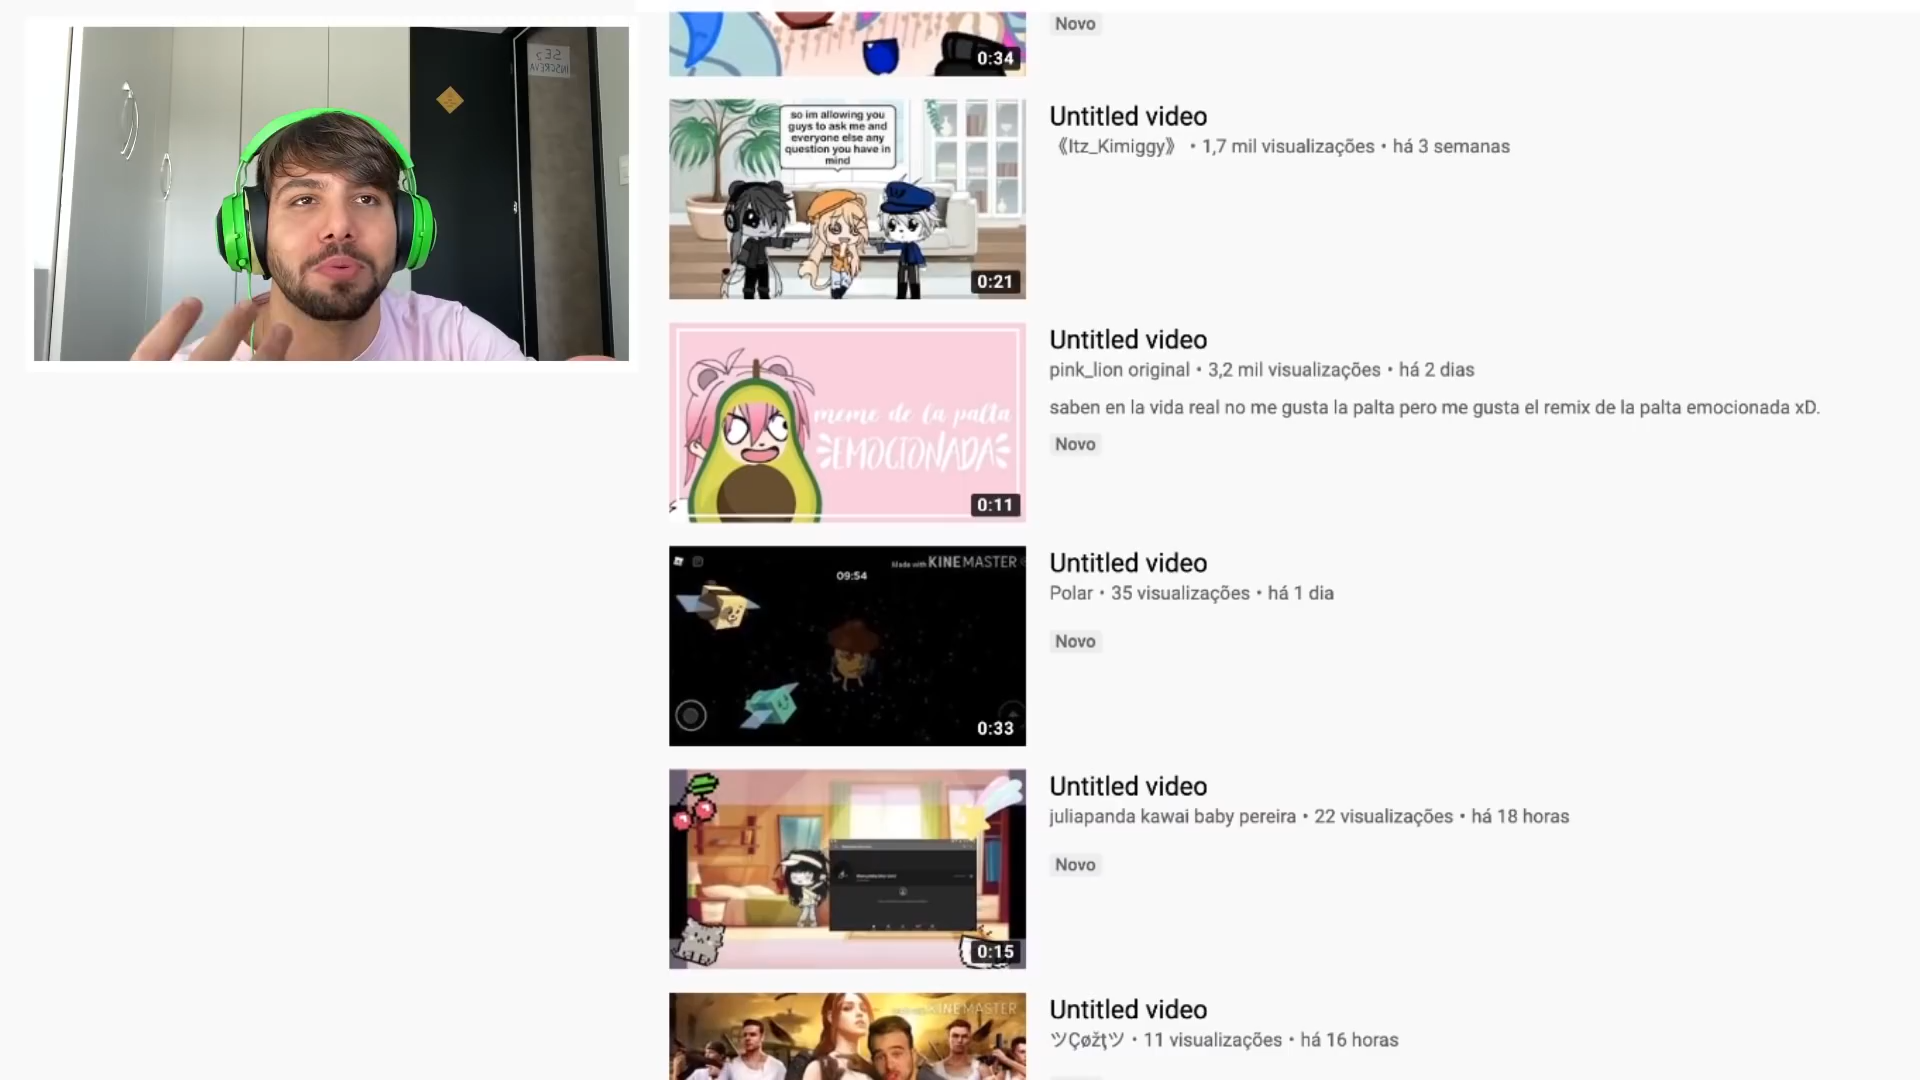 SE?
INSCREVA
0:34
Novo
so im allowing you
guys to ask me and
everyone else any
question you have in
mind
0:21
Untitled video
《Itz_Kimiggy》 • 1,7 mil visualizações • há 3 semanas
meme de la palta
EMOCIONADA
0:11
Untitled video
pink_lion original • 3,2 mil visualizações • há 2 dias
saben en la vida real no me gusta la palta pero me gusta el remix de la palta emocionada xD.
Novo
Made with KINEMASTER
09:54
0:33
Untitled video
Polar • 35 visualizações • há 1 dia
Novo
0:15
Untitled video
juliapanda kawai baby pereira • 22 visualizações • há 18 horas
Novo
KINEMASTER
Untitled video
ツÇøžţツ • 11 visualizações • há 16 horas